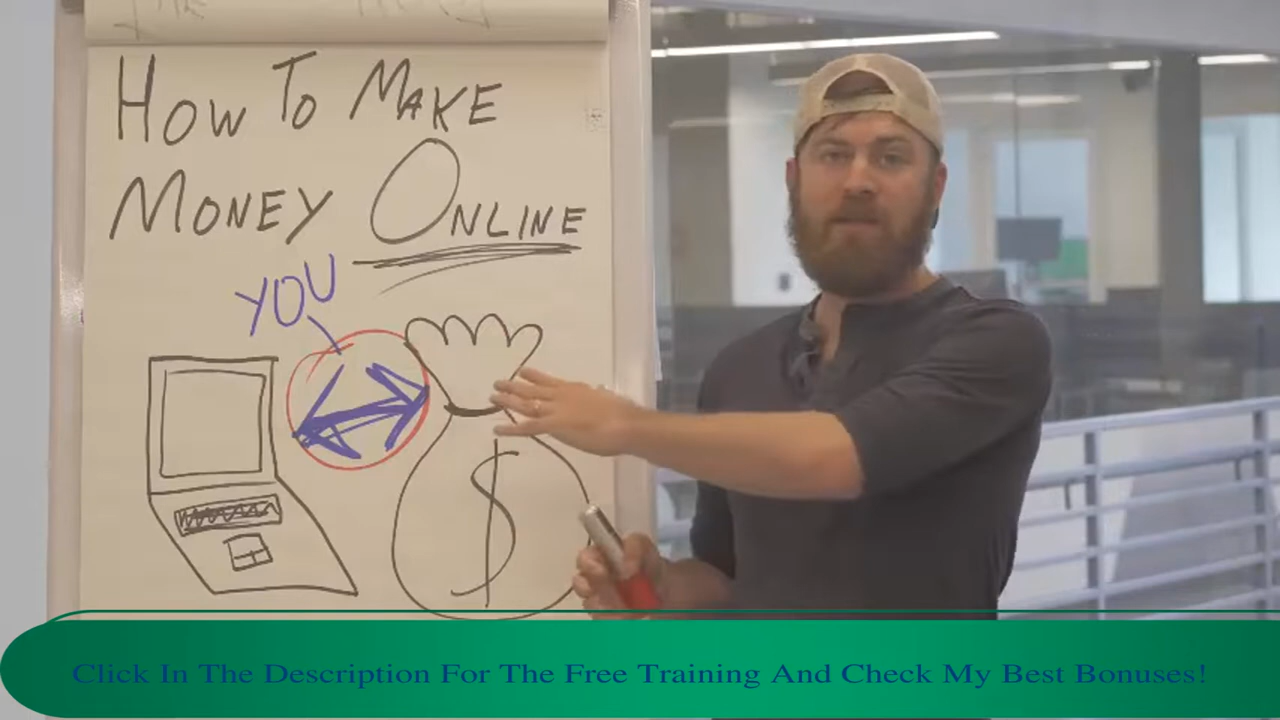 HOW TO MAKE
MONEY ONLINE
YOU
$
Click In The Description For The Free Training And Check My Best Bonuses!